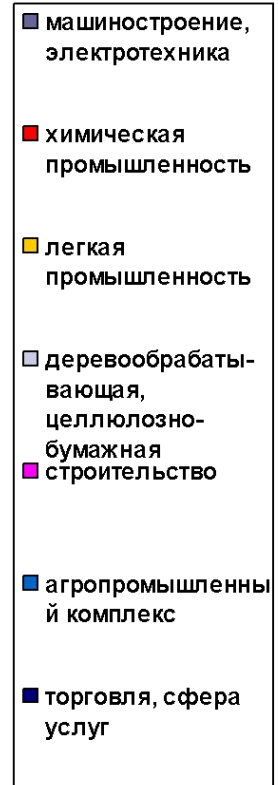 машиностроение,
электротехника
химическая
промышленность
легкая
промышленность
деревообрабаты-
вающая,
целлюлозно-
бумажная
строительство
агропромышленны
й комплекс
торговля, сфера
услуг